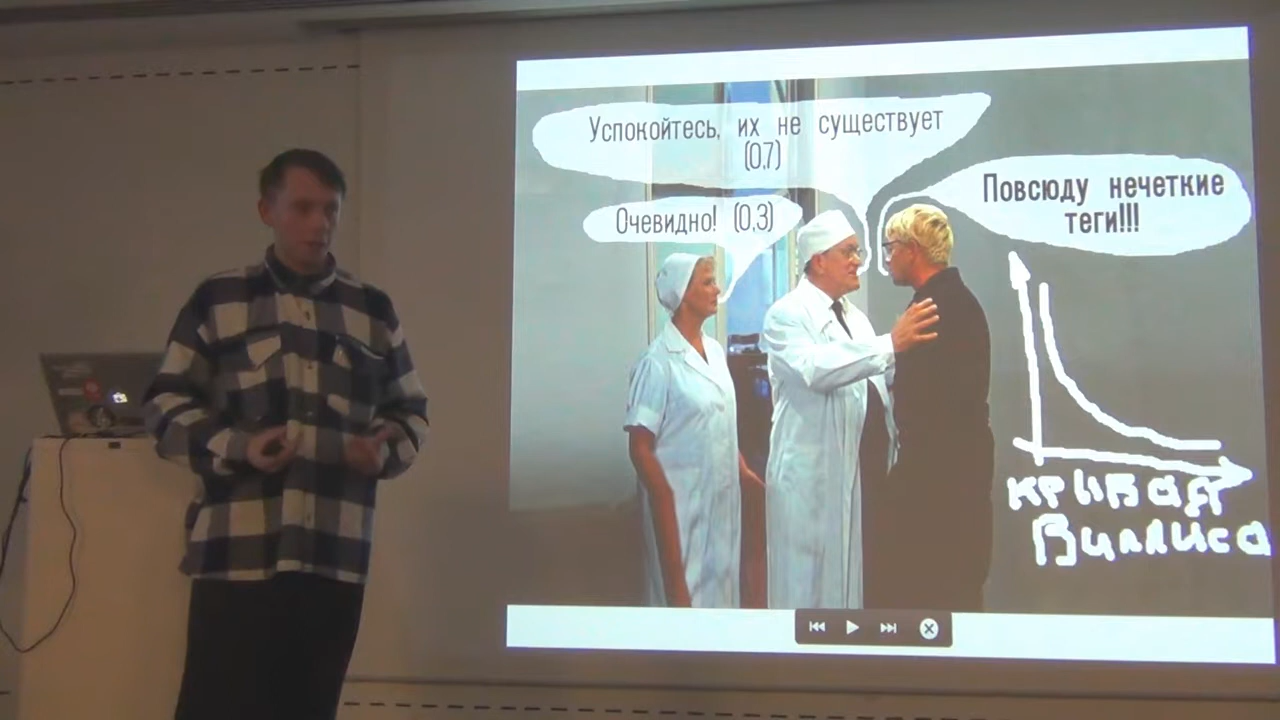 Успокойтесь, их не существует
(0,7)
Очевидно! (0,3)
Повсюду нечеткие
теги!!!
кривая
Виллиса